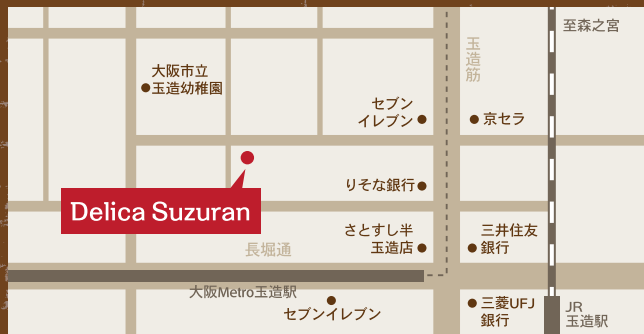 至森之宮
玉造筋
大阪市立
玉造幼稚園
セブン
イレブン
京セラ
りそな銀行
Delica Suzuran
さとすし半
玉造店
三井住友
銀行
長堀通
大阪Metro玉造駅
セブンイレブン
三菱UFJ
銀行
JR
玉造駅